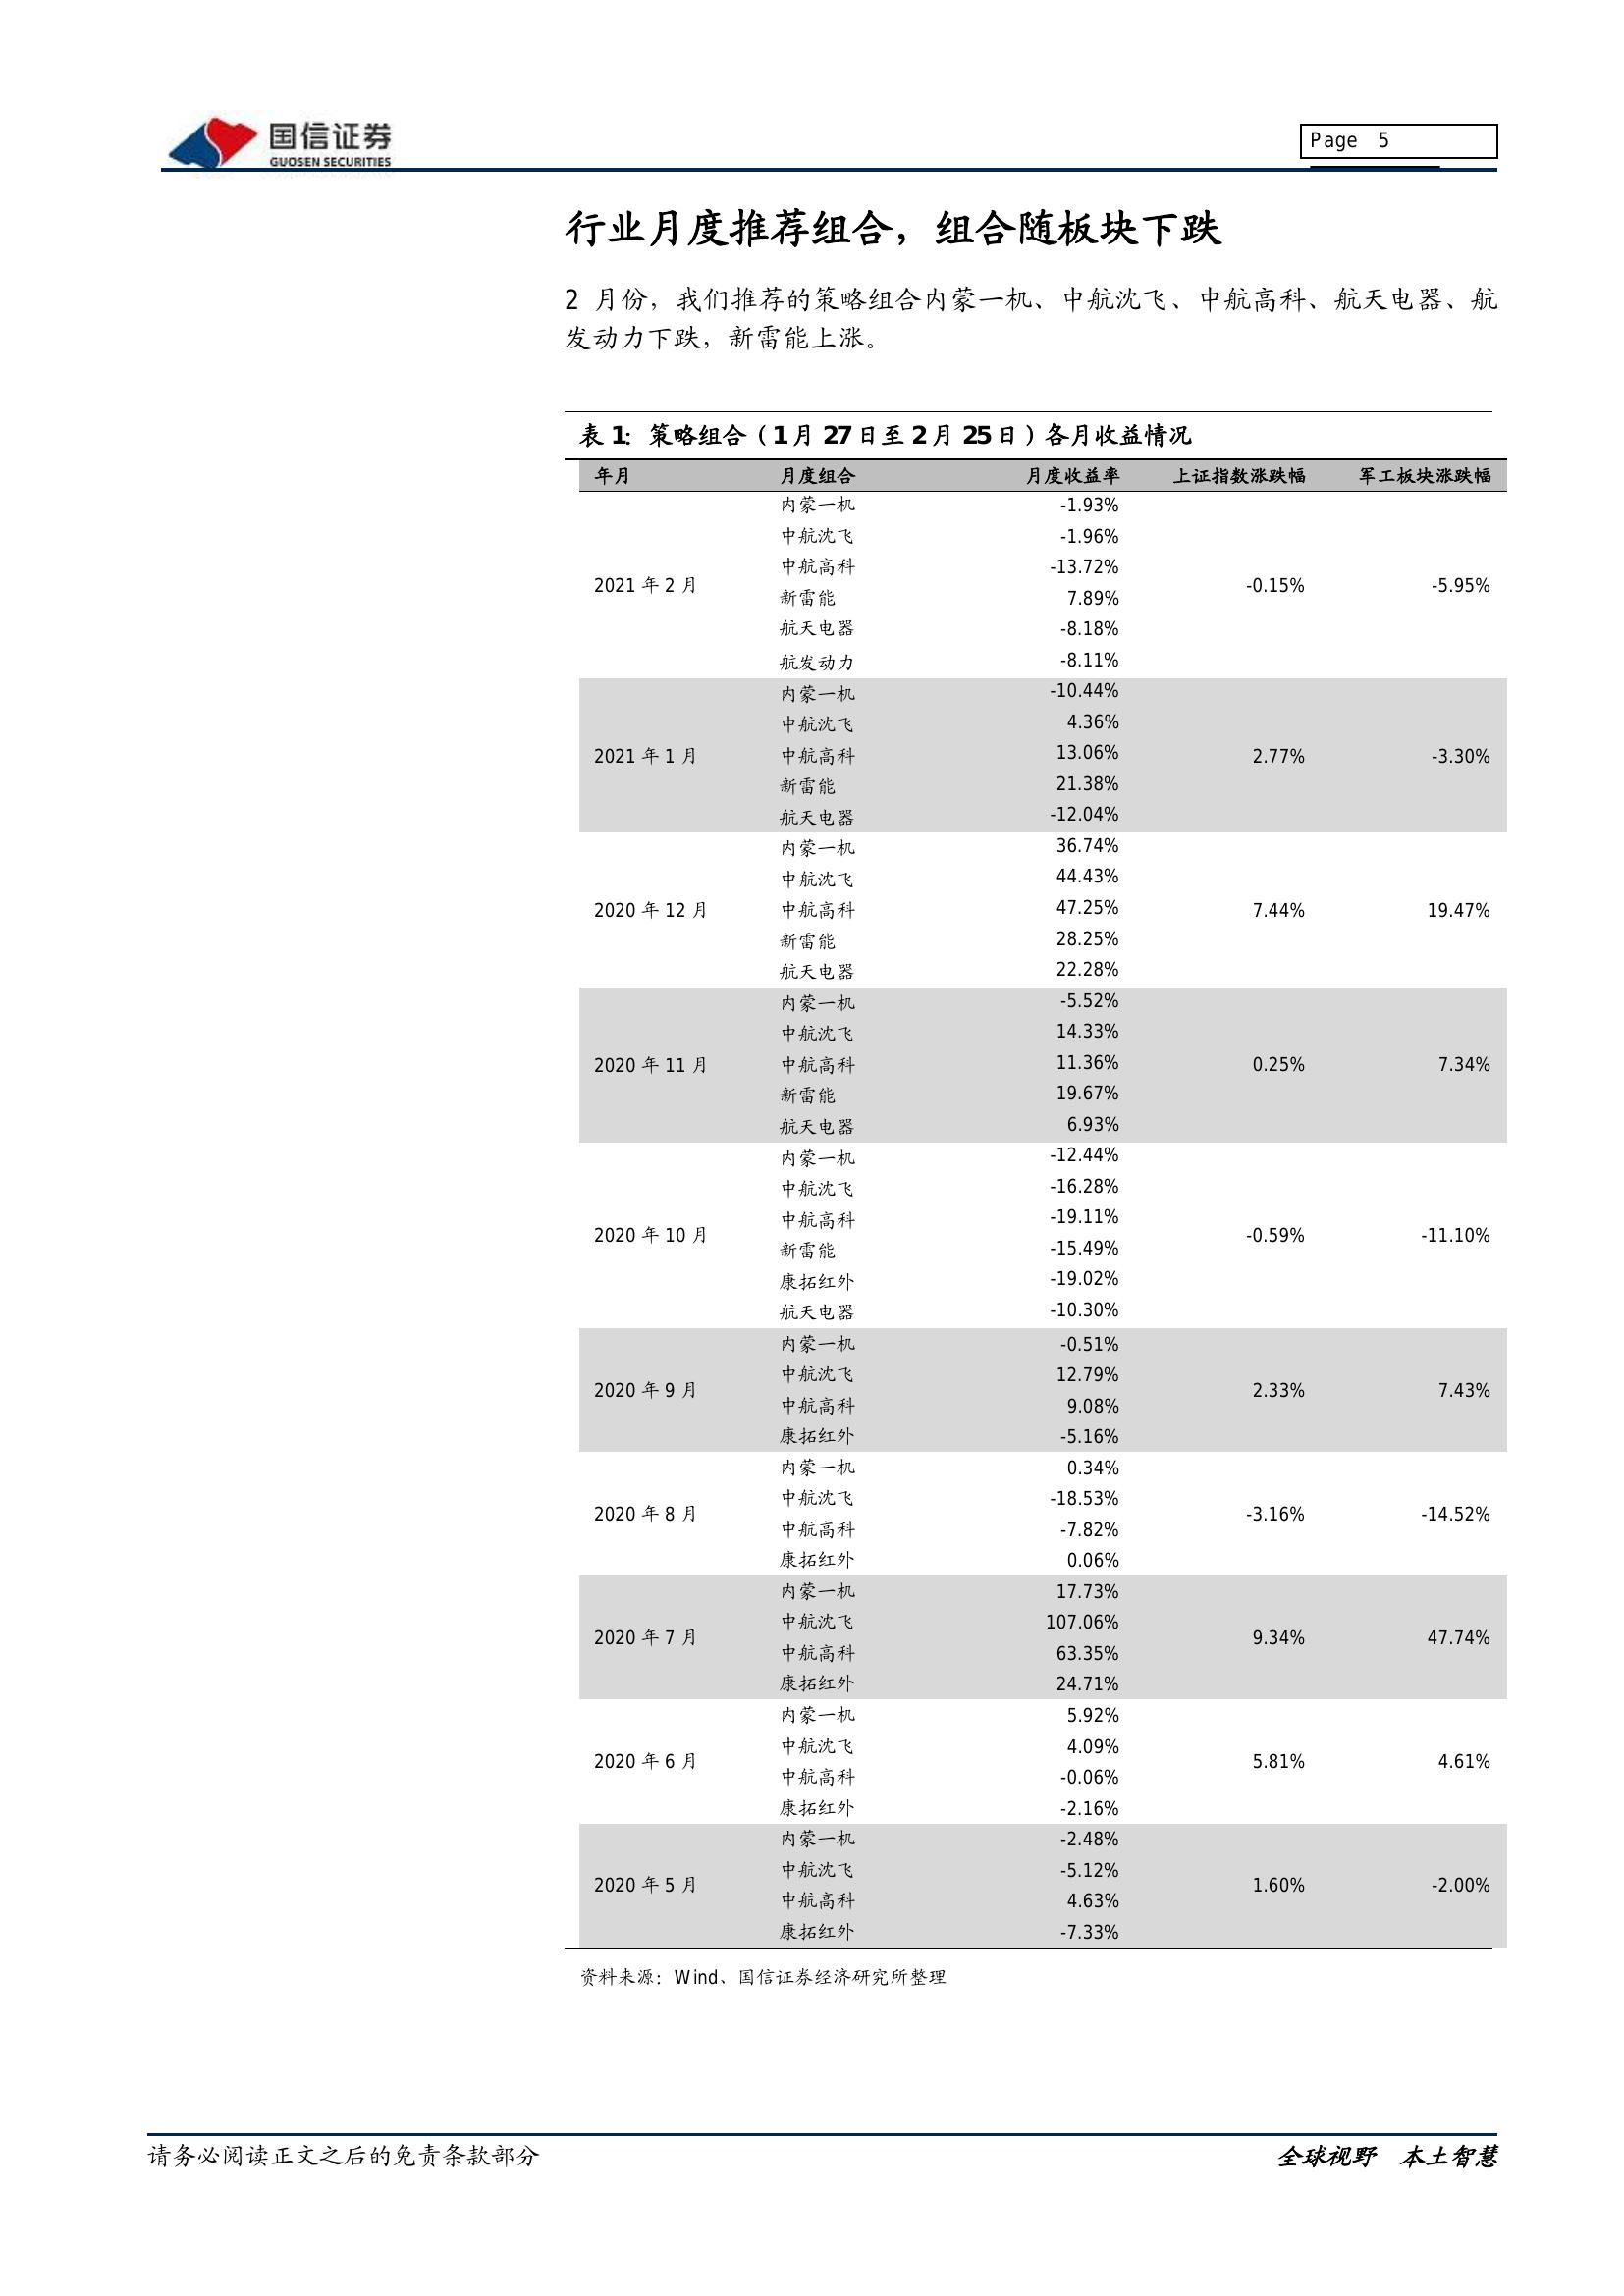 国信证券
GUOSEN SECURITIES
Page 5
行业月度推荐组合，组合随板块下跌
2 月份，我们推荐的策略组合内蒙一机、中航沈飞、中航高科、航天电器、航
发动力下跌，新雷能上涨。
表 1: 策略组合（1 月 27 日至 2 月 25 日）各月收益情况
年月 月度组合 月度收益率 上证指数涨跌幅 军工板块涨跌幅
内蒙一机 -1.93%
中航沈飞 -1.96%
中航高科 -13.72%
2021 年 2 月 -0.15% -5.95%
新雷能 7.89%
航天电器 -8.18%
航发动力 -8.11%
内蒙一机 -10.44%
中航沈飞 4.36%
2021 年 1 月 中航高科 13.06% 2.77% -3.30%
新雷能 21.38%
航天电器 -12.04%
内蒙一机 36.74%
中航沈飞 44.43%
2020 年 12 月 中航高科 47.25% 7.44% 19.47%
新雷能 28.25%
航天电器 22.28%
内蒙一机 -5.52%
中航沈飞 14.33%
2020 年 11 月 中航高科 11.36% 0.25% 7.34%
新雷能 19.67%
航天电器 6.93%
内蒙一机 -12.44%
中航沈飞 -16.28%
中航高科 -19.11%
2020 年 10 月 -0.59% -11.10%
新雷能 -15.49%
康拓红外 -19.02%
航天电器 -10.30%
内蒙一机 -0.51%
中航沈飞 12.79%
2020 年 9 月 2.33% 7.43%
中航高科 9.08%
康拓红外 -5.16%
内蒙一机 0.34%
中航沈飞 -18.53%
2020 年 8 月 -3.16% -14.52%
中航高科 -7.82%
康拓红外 0.06%
内蒙一机 17.73%
中航沈飞 107.06%
2020 年 7 月 9.34% 47.74%
中航高科 63.35%
康拓红外 24.71%
内蒙一机 5.92%
中航沈飞 4.09%
2020 年 6 月 5.81% 4.61%
中航高科 -0.06%
康拓红外 -2.16%
内蒙一机 -2.48%
中航沈飞 -5.12%
2020 年 5 月 1.60% -2.00%
中航高科 4.63%
康拓红外 -7.33%
资料来源：Wind、国信证券经济研究所整理
请务必阅读正文之后的免责条款部分 全球视野 本土智慧